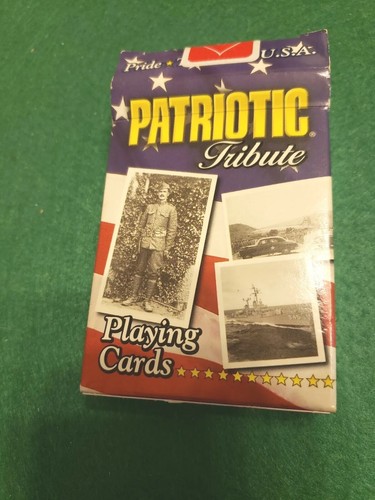 Pride
U.S.A.
PATRIOTIC®
Tribute
Playing
Cards